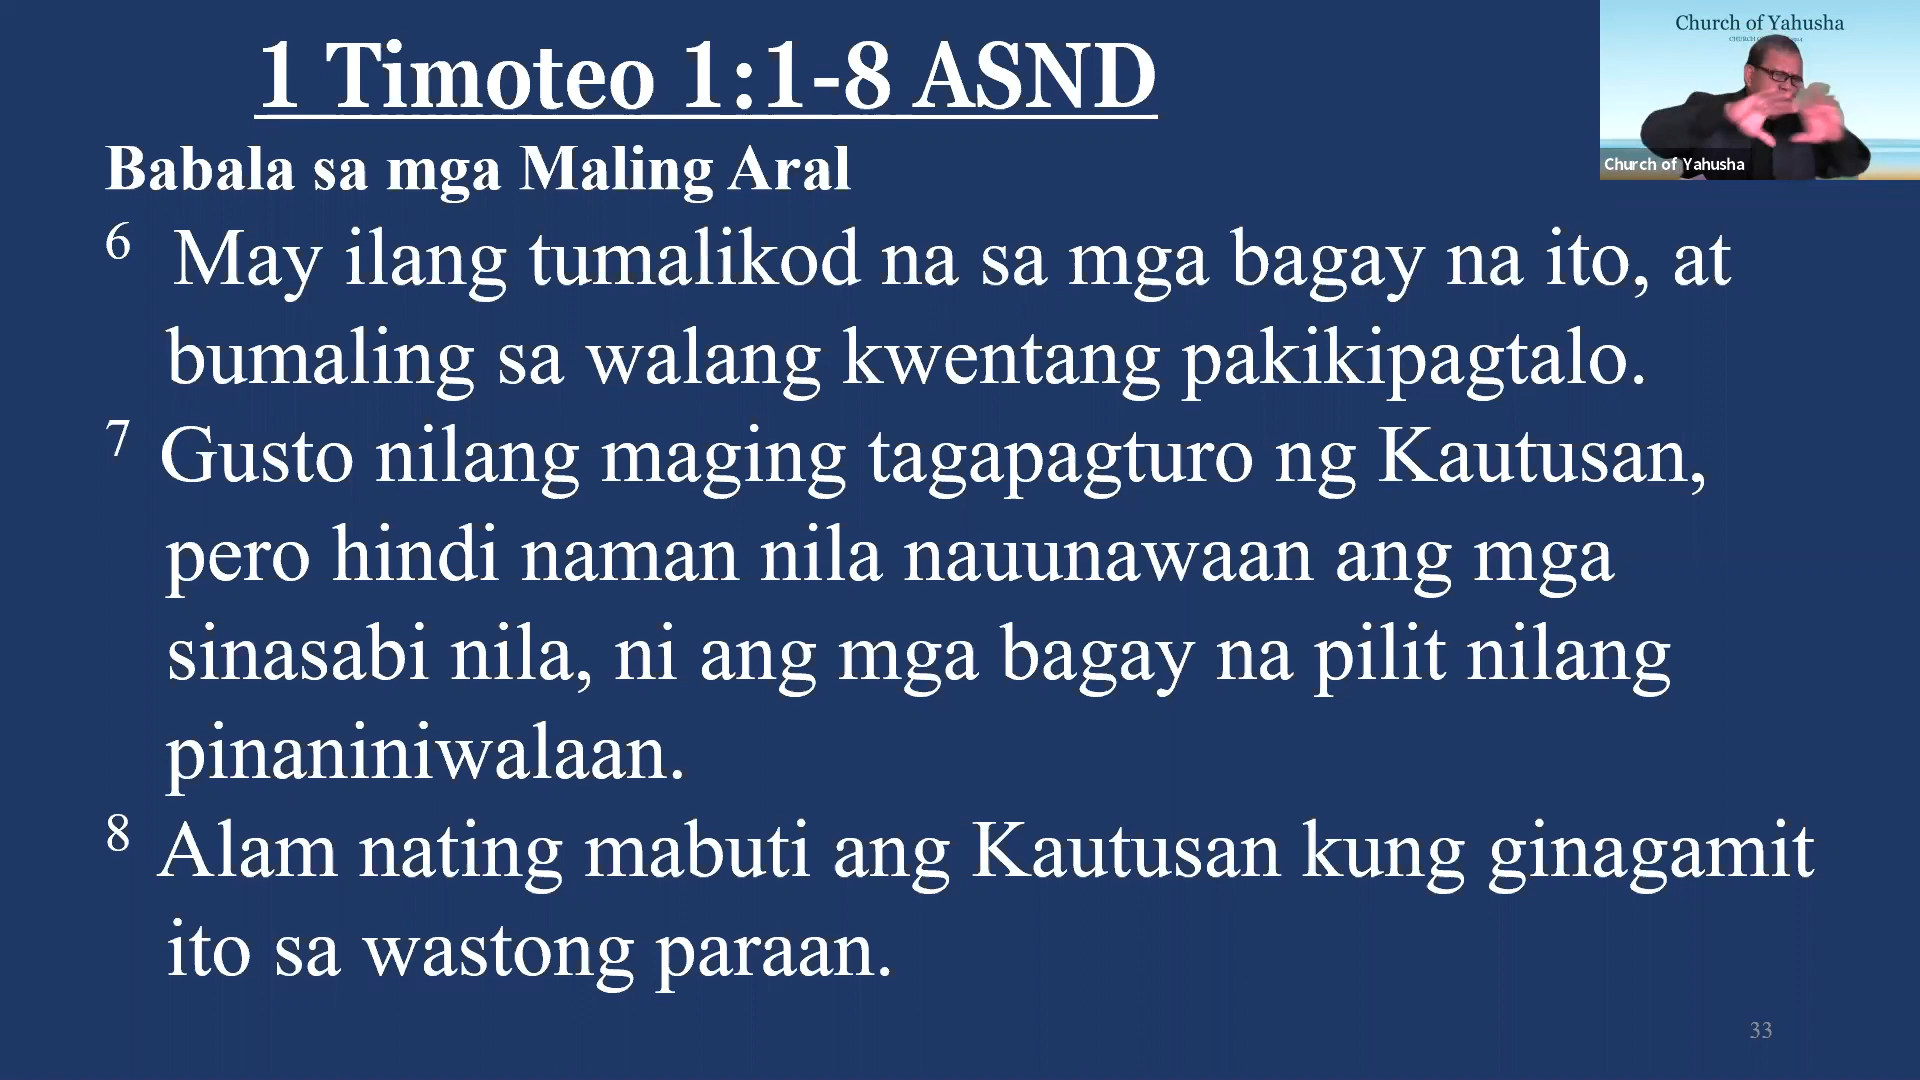 1 Timoteo 1:1-8 ASND
Church of Yahusha
Babala sa mga Maling Aral
Church of Yahusha
6 May ilang tumalikod na sa mga bagay na ito, at
bumaling sa walang kwentang pakikipagtalo.
7 Gusto nilang maging tagapagturo ng Kautusan,
pero hindi naman nila nauunawaan ang mga
sinasabi nila, ni ang mga bagay na pilit nilang
pinaniniwalaan.
8 Alam nating mabuti ang Kautusan kung ginagamit
ito sa wastong paraan.
33